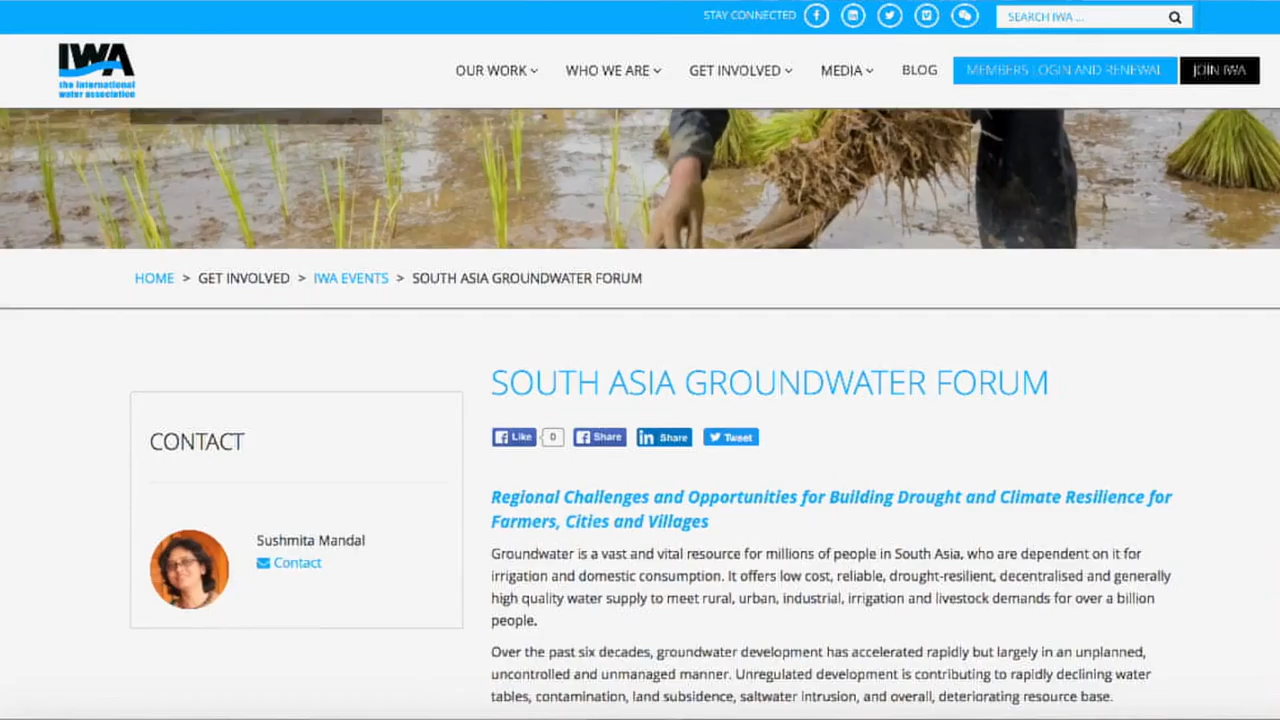 STAY CONNECTED
SEARCH IWA ...
IWA
the international
water association
OUR WORK
WHO WE ARE
GET INVOLVED
MEDIA
BLOG
MEMBERS LOGIN AND RENEWAL
JOIN IWA
HOME > GET INVOLVED > IWA EVENTS > SOUTH ASIA GROUNDWATER FORUM
CONTACT
Sushmita Mandal
Contact
SOUTH ASIA GROUNDWATER FORUM
Like 0 Share in Share Tweet
Regional Challenges and Opportunities for Building Drought and Climate Resilience for
Farmers, Cities and Villages
Groundwater is a vast and vital resource for millions of people in South Asia, who are dependent on it for
irrigation and domestic consumption. It offers low cost, reliable, drought-resilient, decentralised and generally
high quality water supply to meet rural, urban, industrial, irrigation and livestock demands for over a billion
people.
Over the past six decades, groundwater development has accelerated rapidly but largely in an unplanned,
uncontrolled and unmanaged manner. Unregulated development is contributing to rapidly declining water
tables, contamination, land subsidence, saltwater intrusion, and overall, deteriorating resource base.